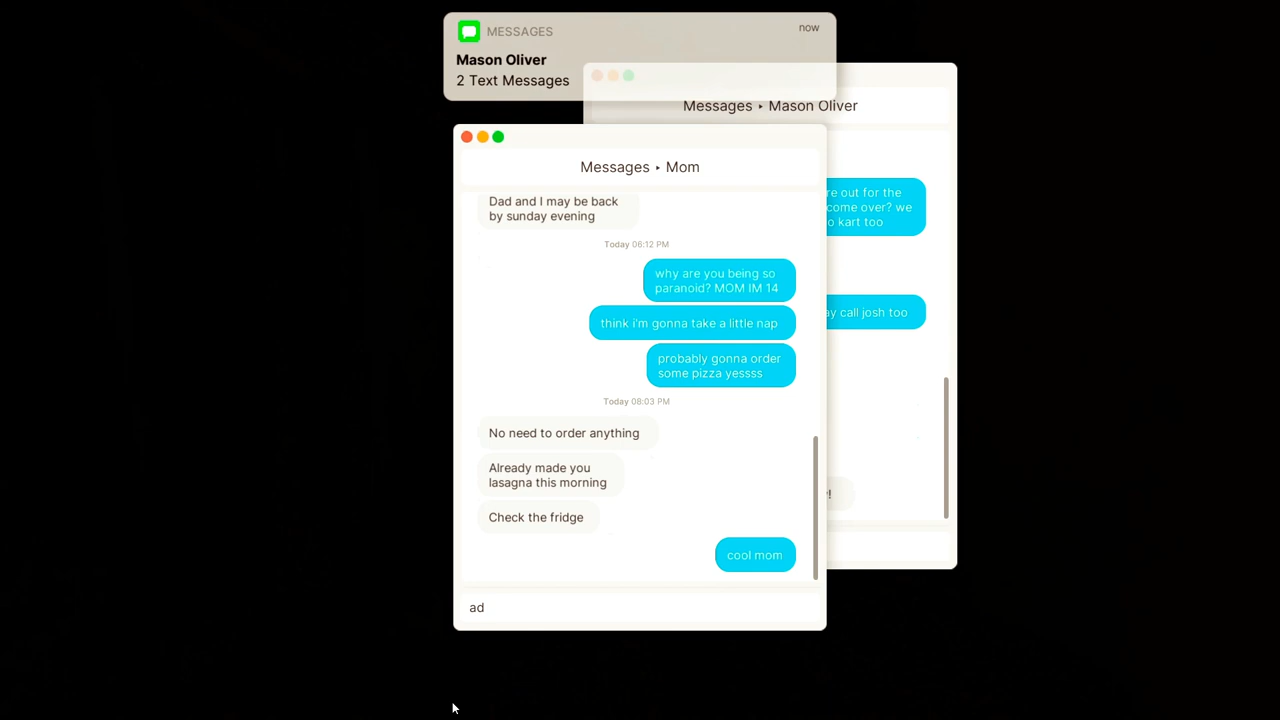 MESSAGES
now
Mason Oliver
2 Text Messages
Messages ‣ Mason Oliver
Messages ‣ Mom
Dad and I may be back
by sunday evening
Today 06:12 PM
why are you being so
paranoid? MOM IM 14
think i'm gonna take a little nap
probably gonna order
some pizza yessss
Today 08:03 PM
No need to order anything
Already made you
lasagna this morning
Check the fridge
cool mom
ad
out for the
come over? we
kart too
call josh too